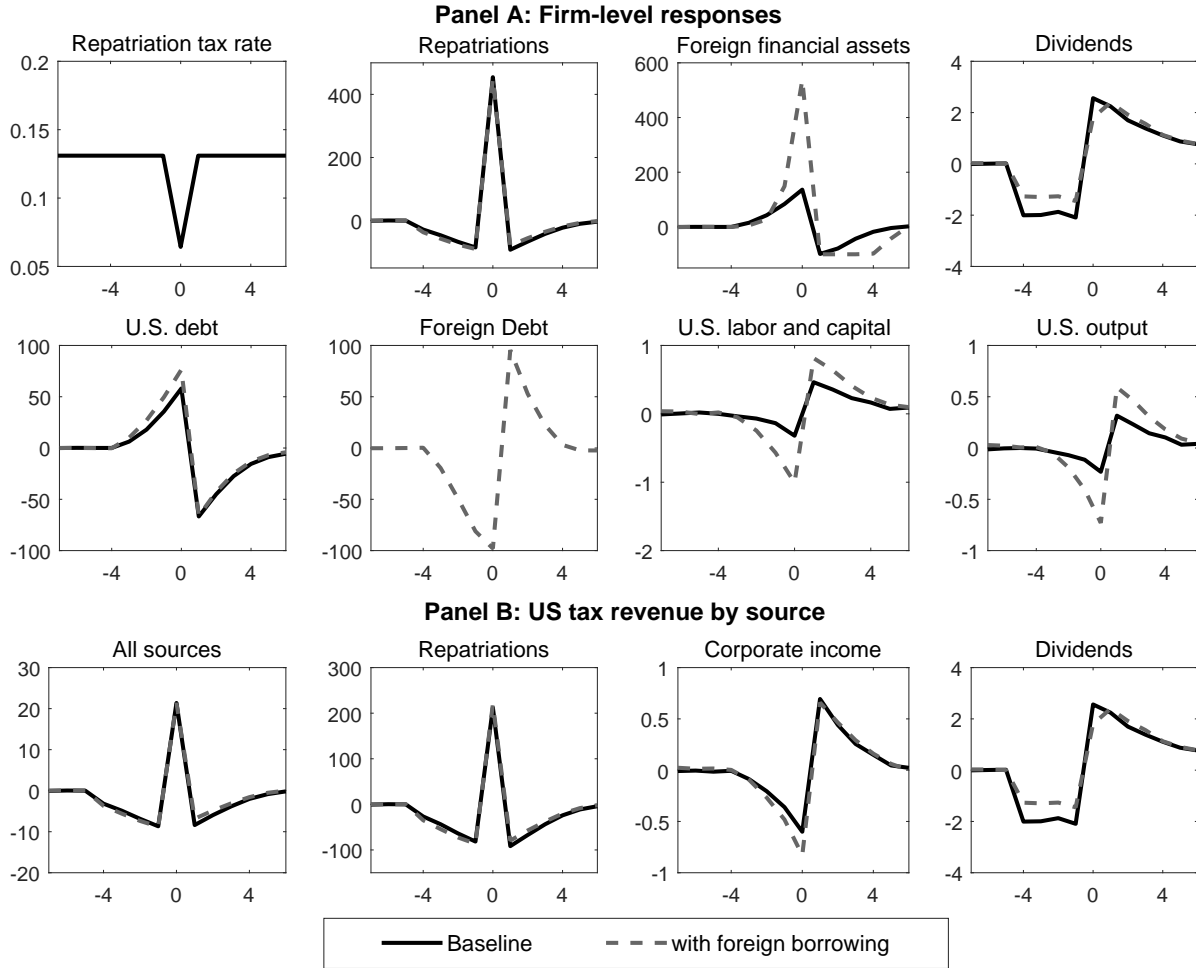 Panel A: Firm-level responses
Repatriation tax rate
0.2
0.15
0.1
0.05
-4 0 4
Repatriations
400
200
0
-4 0 4
Foreign financial assets
600
400
200
0
-4 0 4
Dividends
4
2
0
-2
-4
-4 0 4
U.S. debt
100
50
0
-50
-100
-4 0 4
Foreign Debt
100
50
0
-50
-100
-4 0 4
U.S. labor and capital
1
0
-1
-2
-4 0 4
U.S. output
1
0.5
0
-0.5
-1
-4 0 4
Panel B: US tax revenue by source
All sources
30
20
10
0
-10
-20
-4 0 4
Repatriations
300
200
100
0
-100
-4 0 4
Corporate income
1
0.5
0
-0.5
-1
-4 0 4
Dividends
4
2
0
-2
-4
-4 0 4
Baseline with foreign borrowing